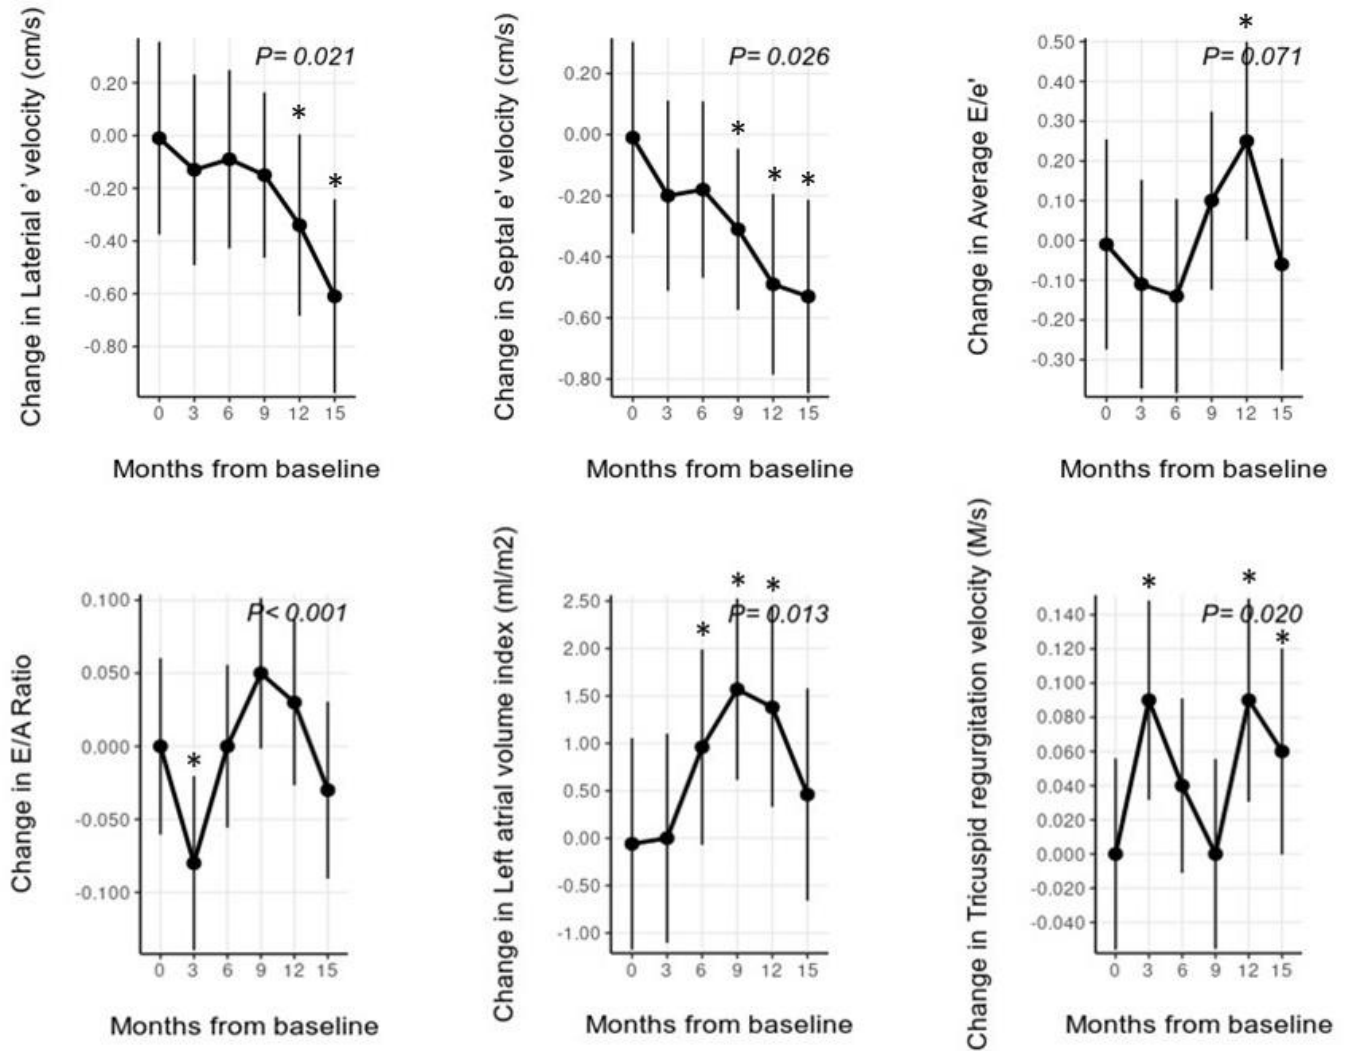 Change in Laterial e' velocity (cm/s)
P= 0.021
0.20
0.00
-0.20
-0.40
-0.60
-0.80
*
*
0 3 6 9 12 15
Months from baseline
Change in Septal e' velocity (cm/s)
P= 0.026
0.20
0.00
-0.20
-0.40
-0.60
-0.80
*
* *
0 3 6 9 12 15
Months from baseline
Change in Average E/e'
*
P= 0.071
0.50
0.40
0.30
0.20
0.10
0.00
-0.10
-0.20
-0.30
0 3 6 9 12 15
Months from baseline
Change in E/A Ratio
P< 0.001
0.100
0.050
0.000
-0.050
-0.100
*
0 3 6 9 12 15
Months from baseline
Change in Left atrial volume index (ml/m2)
* *
*
P= 0.013
2.50
2.00
1.50
1.00
0.50
0.00
-0.50
-1.00
0 3 6 9 12 15
Months from baseline
Change in Tricuspid regurgitation velocity (M/s)
* *
P= 0.020
*
0.140
0.120
0.100
0.080
0.060
0.040
0.020
0.000
-0.020
-0.040
0 3 6 9 12 15
Months from baseline